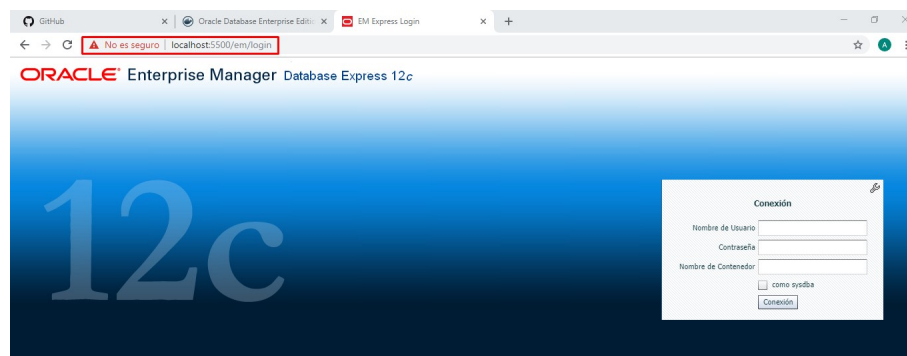 GitHub
Oracle Database Enterprise Editio
EM Express Login
No es seguro | localhost:5500/em/login
A
ORACLE Enterprise Manager Database Express 12c
12c
Conexión
Nombre de Usuario
Contraseña
Nombre de Contenedor
como sysdba
Conexión